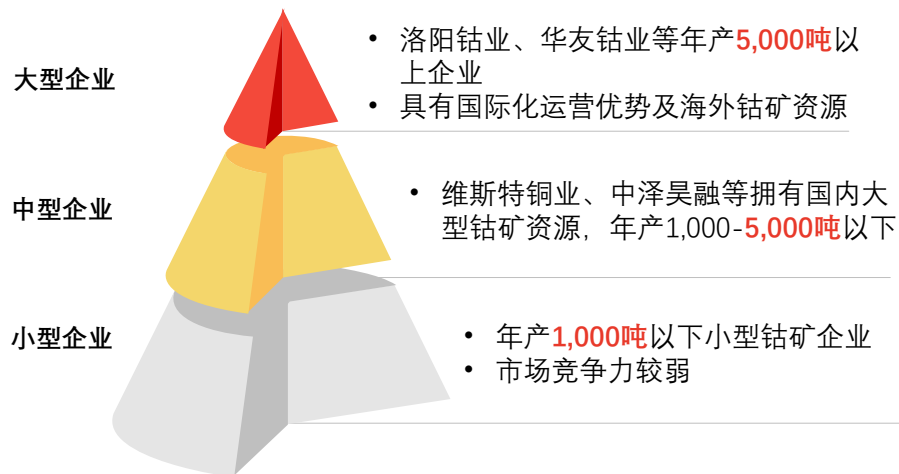 大型企业
• 洛阳钴业、华友钴业等年产5,000吨以
上企业
• 具有国际化运营优势及海外钴矿资源
中型企业
• 维斯特铜业、中泽昊融等拥有国内大
型钴矿资源，年产1,000-5,000吨以下
小型企业
• 年产1,000吨以下小型钴矿企业
• 市场竞争力较弱